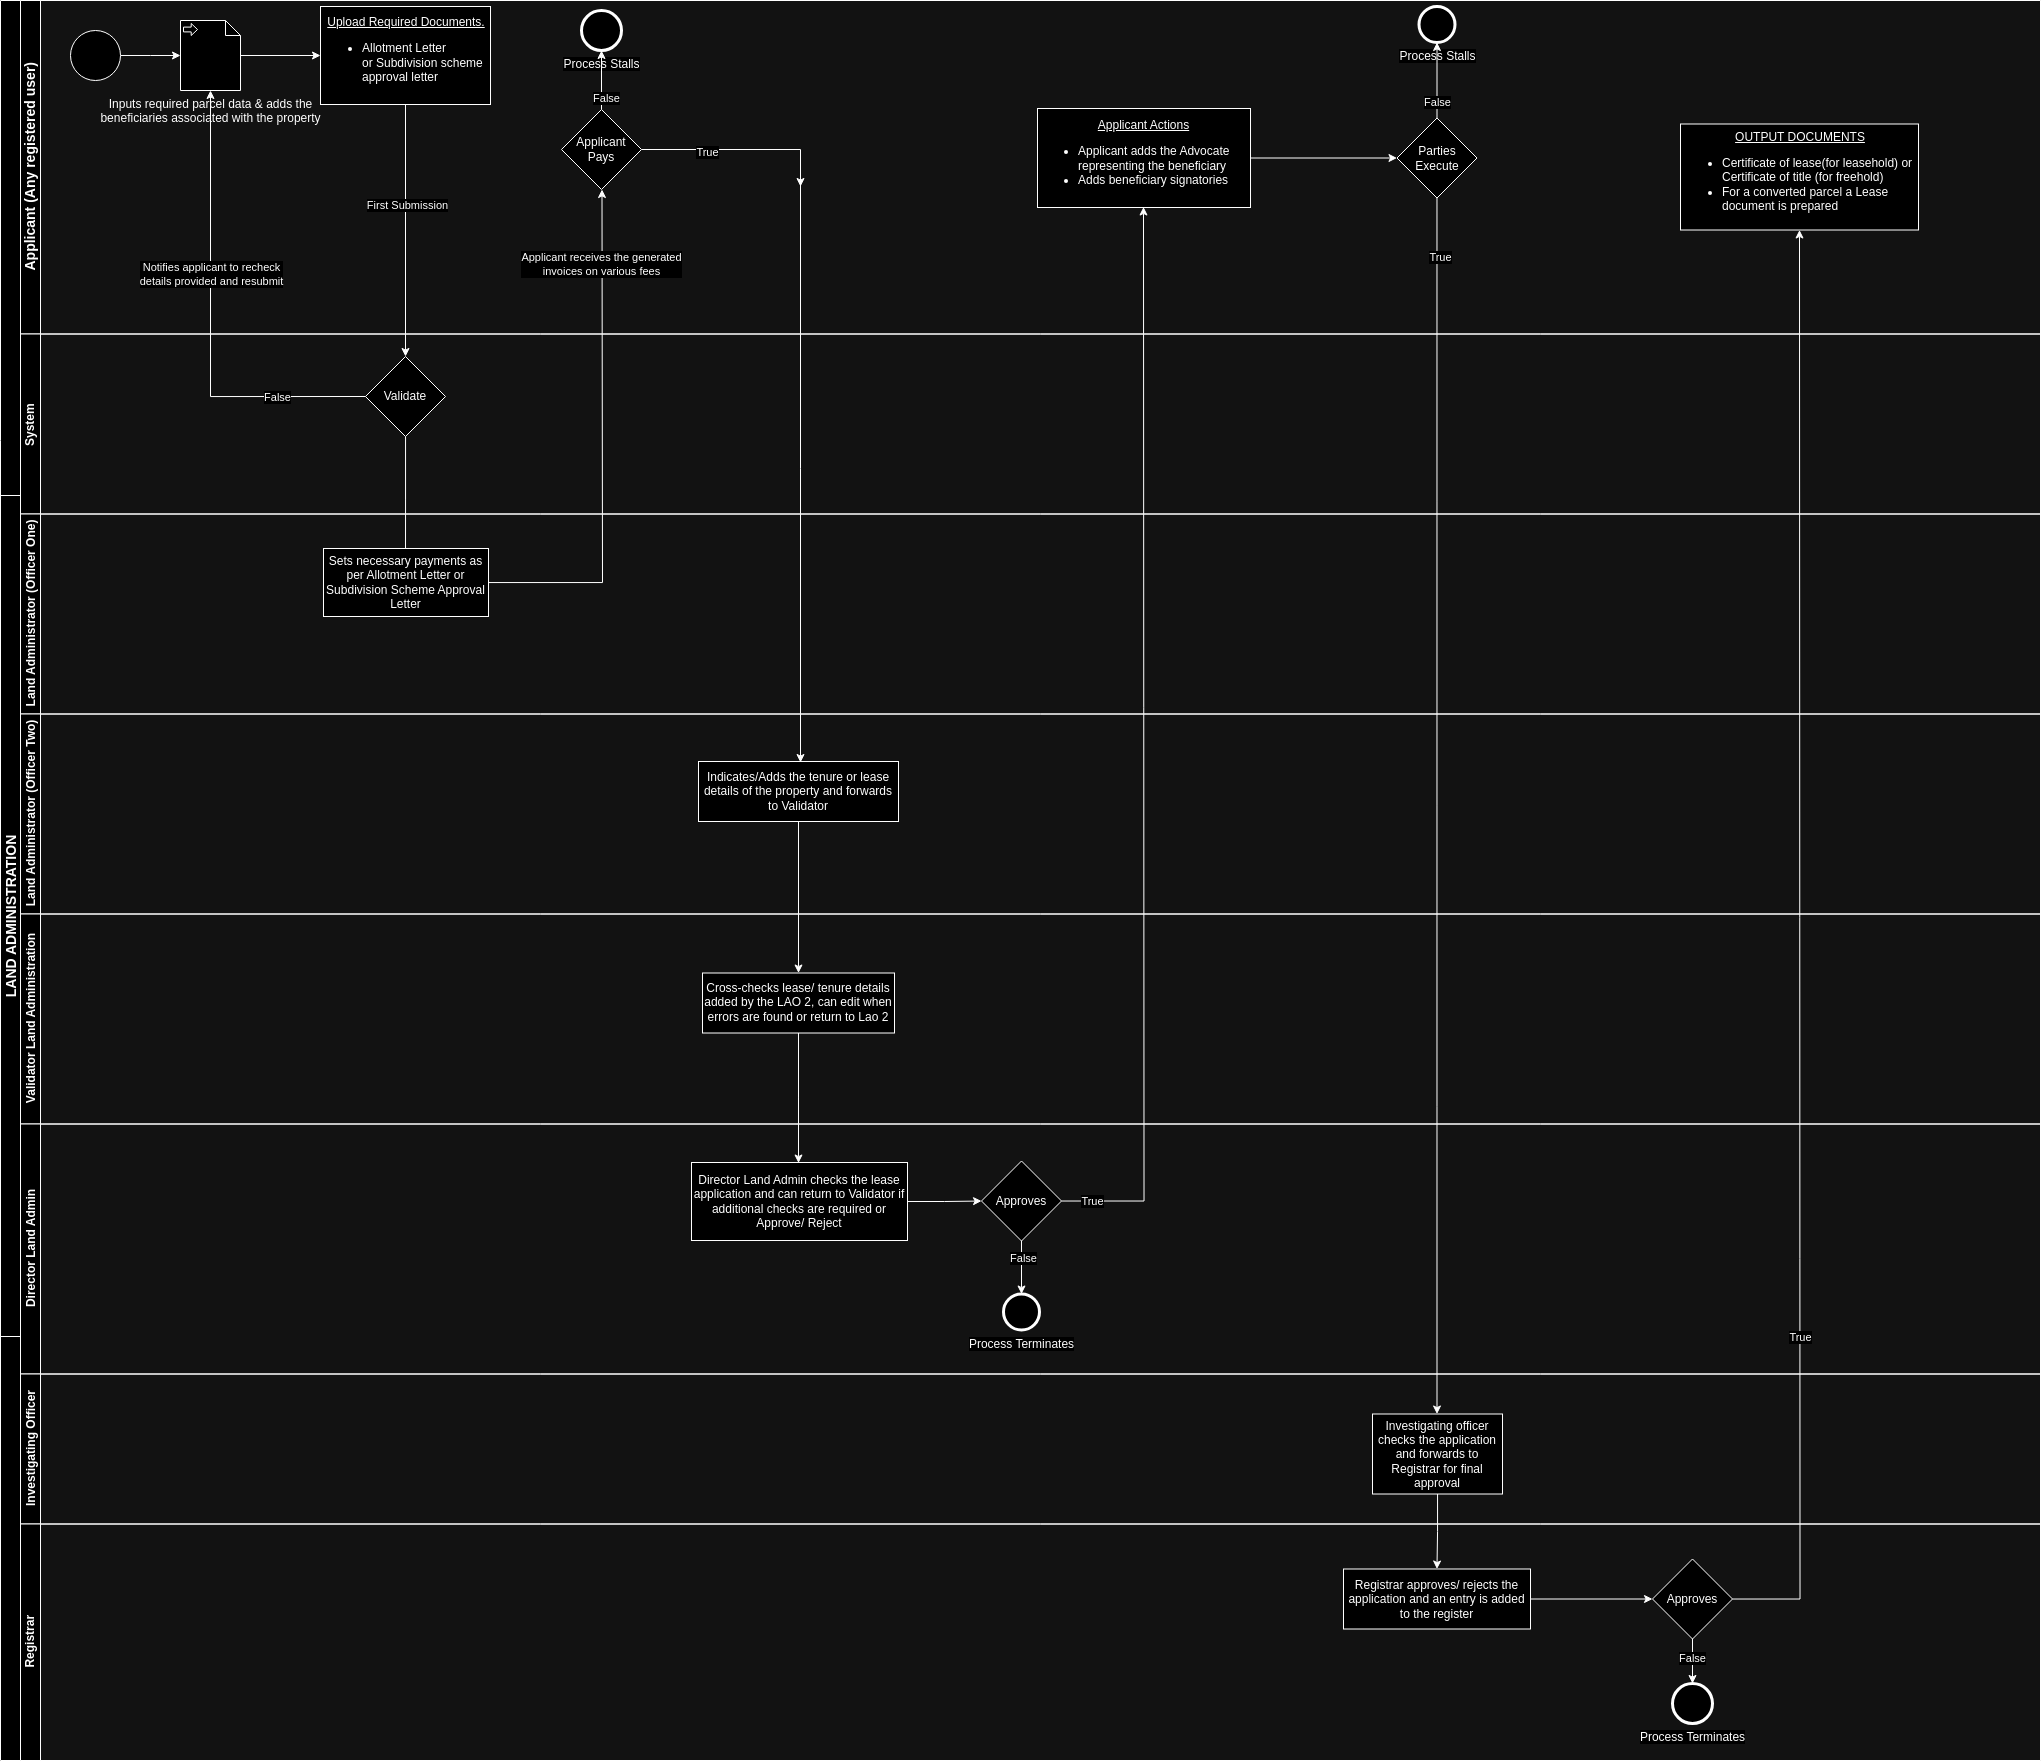 LAND ADMINISTRATION
Applicant (Any registered user)
Inputs required parcel data & adds the
beneficiaries associated with the property
Upload Required Documents.
Allotment Letter
or Subdivision scheme
approval letter
First Submission
Notifies applicant to recheck
details provided and resubmit
Process Stalls
False
Applicant
Pays
True
Applicant receives the generated
invoices on various fees
Applicant Actions
Applicant adds the Advocate
representing the beneficiary
Adds beneficiary signatories
Process Stalls
False
Parties
Execute
True
OUTPUT DOCUMENTS
Certificate of lease(for leasehold) or
Certificate of title (for freehold)
For a converted parcel a Lease
document is prepared
System
False
Validate
Land Administrator (Officer One)
Sets necessary payments as
per Allotment Letter or
Subdivision Scheme Approval
Letter
Land Administrator (Officer Two)
Indicates/Adds the tenure or lease
details of the property and forwards
to Validator
Validator Land Administration
Cross-checks lease/ tenure details
added by the LAO 2, can edit when
errors are found or return to Lao 2
Director Land Admin
Director Land Admin checks the lease
application and can return to Validator if
additional checks are required or
Approve/ Reject
Approves
True
False
Process Terminates
True
Investigating Officer
Investigating officer
checks the application
and forwards to
Registrar for final
approval
Registrar
Registrar approves/ rejects the
application and an entry is added
to the register
Approves
False
Process Terminates